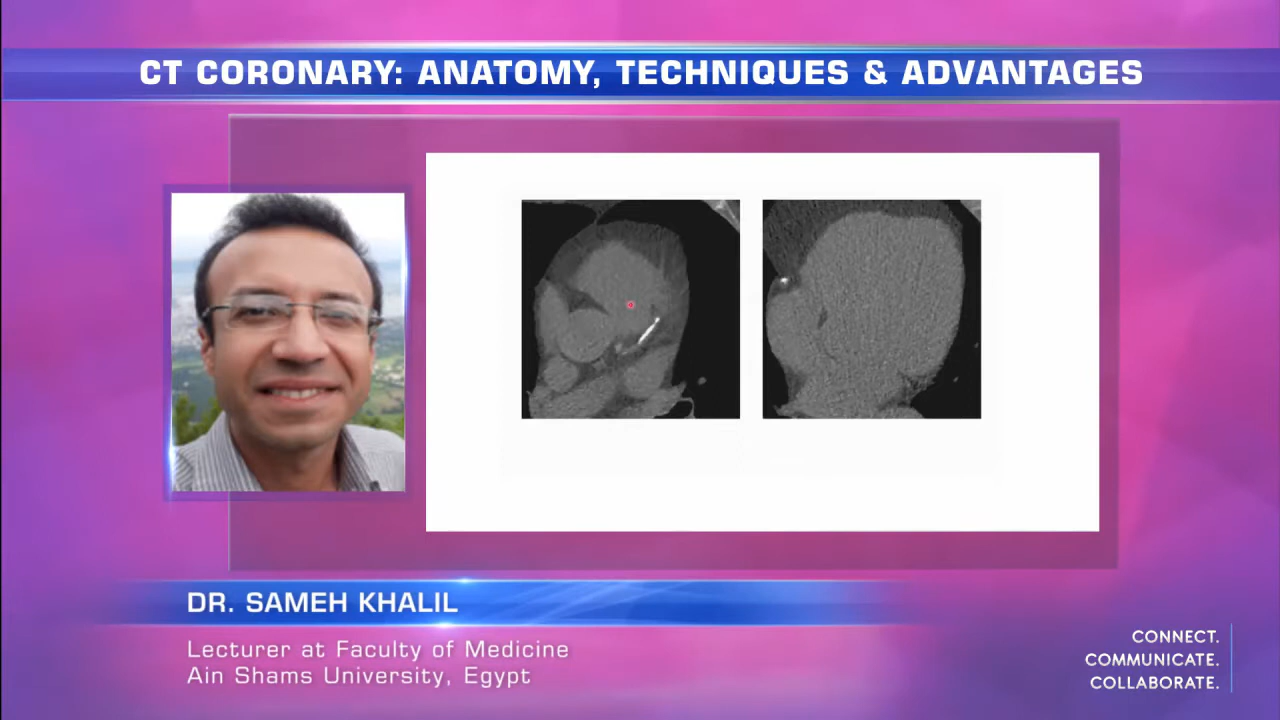 CT CORONARY: ANATOMY, TECHNIQUES & ADVANTAGES
DR. SAMEH KHALIL
Lecturer at Faculty of Medicine
Ain Shams University, Egypt
CONNECT.
COMMUNICATE.
COLLABORATE.